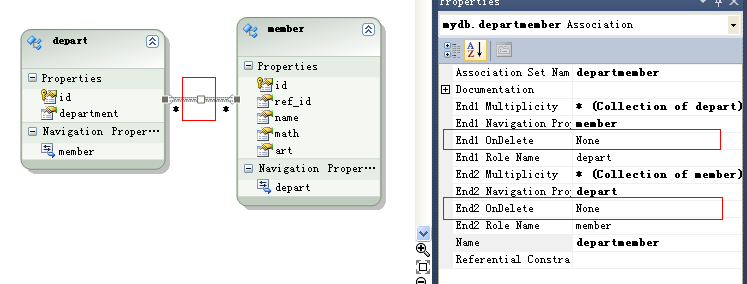 depart
Properties
id
department
Navigation Proper···
member
*
*
member
Properties
id
ref_id
name
math
art
Navigation Proper···
depart
Properties
mydb.departmember Association
A
Z
Association Set Nam departmember
Documentation
End1 Multiplicity * (Collection of depart)
End1 Navigation Pro member
End1 OnDelete None
End1 Role Name depart
End2 Multiplicity * (Collection of member)
End2 Navigation Pro depart
End2 OnDelete None
End2 Role Name member
Name departmember
Referential Constra